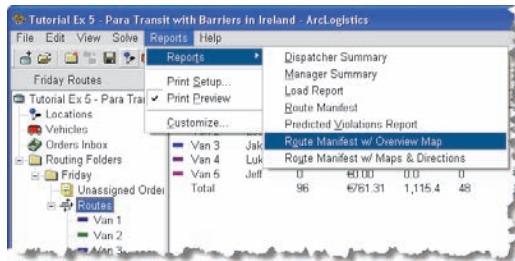 Tutorial Ex 5 - Para Transit with Barriers in Ireland - ArcLogistics
File Edit View Solve Reports Help
Reports
Print Setup...
Print Preview
Customize...
Dispatcher Summary
Manager Summary
Load Report
Route Manifest
Predicted Violations Report
Route Manifest w/ Overview Map
Route Manifest w/ Maps & Directions
Friday Routes
Tutorial Ex 5 - Para Tra
Locations
Vehicles
Orders Inbox
Routing Folders
Friday
Unassigned Order
Routes
Van 1
Van 2
Van 3
Van 3 Jak
Van 4 Luk
Van 5 Jeff 0 €0.00 0.0 0
Total 96 €761.31 1,115.4 48